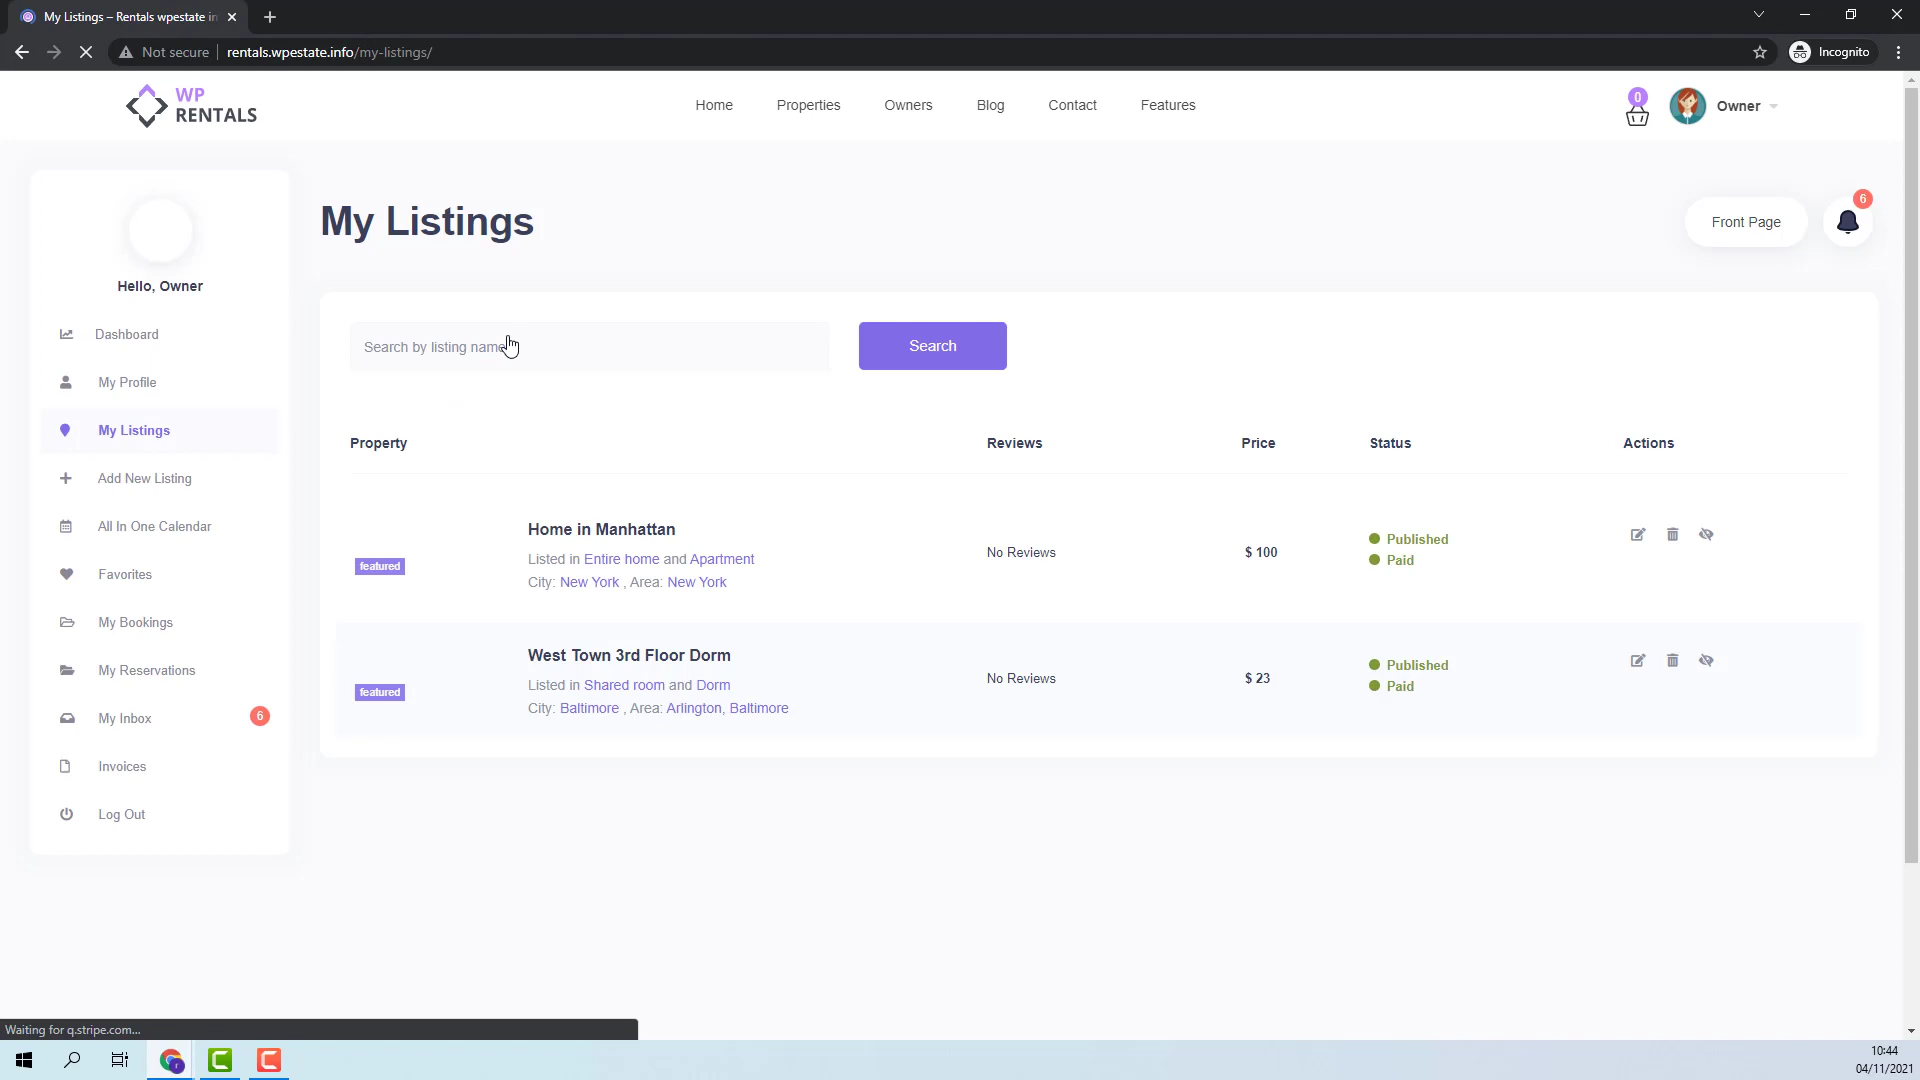 My Listings – Rentals wpestate in
Not secure
rentals.wpestate.info/my-listings/
Incognito
WP
RENTALS
Home
Properties
Owners
Blog
Contact
Features
0
Owner
Hello, Owner
Dashboard
My Profile
My Listings
Add New Listing
All In One Calendar
Favorites
My Bookings
My Reservations
My Inbox
6
Invoices
Log Out
My Listings
Front Page
6
Search by listing name
Search
Property
Reviews
Price
Status
Actions
featured
Home in Manhattan
Listed in Entire home and Apartment
City: New York , Area: New York
No Reviews
$ 100
Published
Paid
featured
West Town 3rd Floor Dorm
Listed in Shared room and Dorm
City: Baltimore , Area: Arlington, Baltimore
No Reviews
$ 23
Published
Paid
Waiting for q.stripe.com...
10:44
04/11/2021